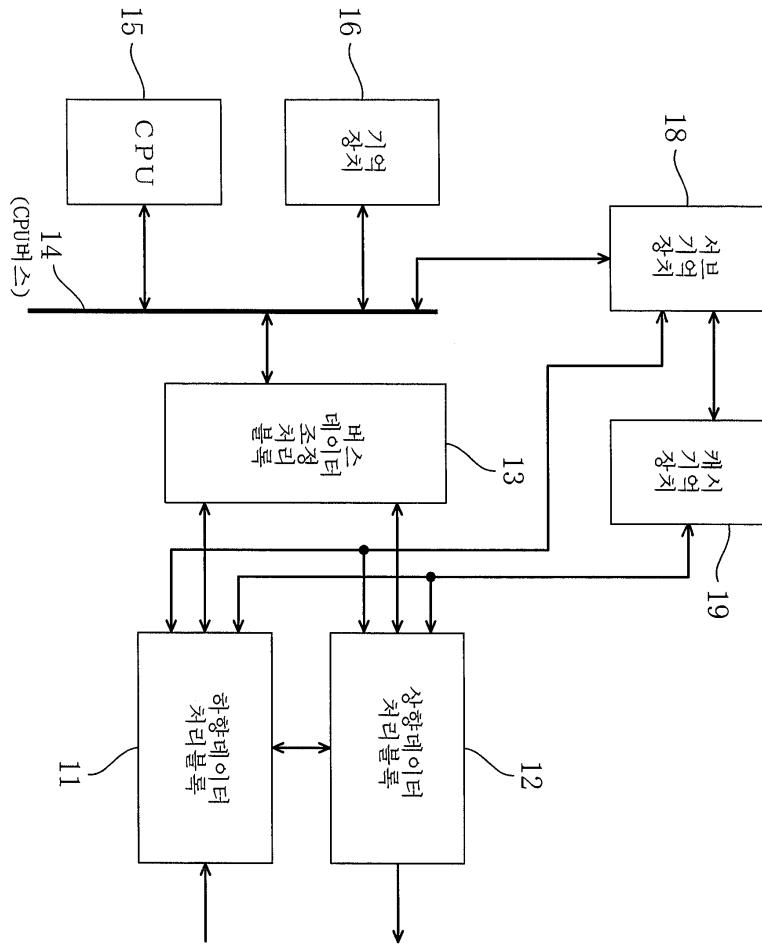 19
18
서브
기억
장치
캐시
기억
장치
13
12
상향데이터
처리블록
16
기억
장치
버스
데이터
조정
처리
블록
하향데이터
처리블록
15
CPU
11
14
(CPU버스)